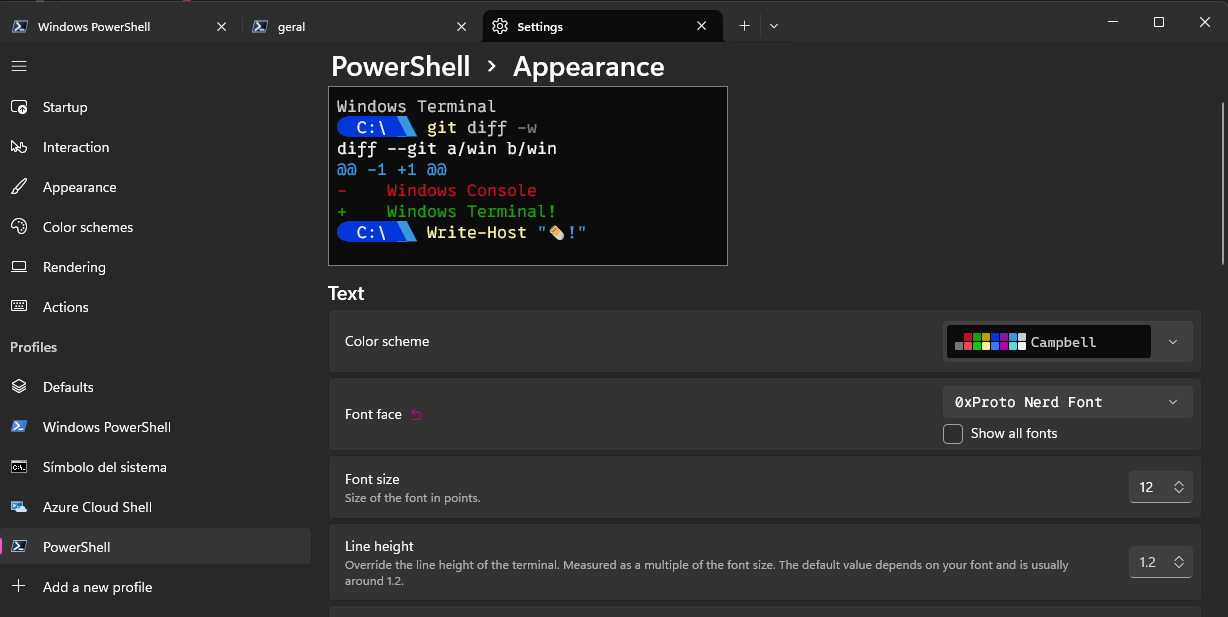 Windows PowerShell
geral
Settings
PowerShell > Appearance
Windows Terminal
C:\ git diff -w
diff --git a/win b/win
@@ -1 +1 @@
- Windows Console
+ Windows Terminal!
C:\ Write-Host "🌯!"
Startup
Interaction
Appearance
Color schemes
Rendering
Actions
Profiles
Defaults
Windows PowerShell
Símbolo del sistema
Azure Cloud Shell
PowerShell
Add a new profile
Text
Color scheme
Campbell
Font face
0xProto Nerd Font
Show all fonts
Font size
Size of the font in points.
12
Line height
Override the line height of the terminal. Measured as a multiple of the font size. The default value depends on your font and is usually
around 1.2.
1.2